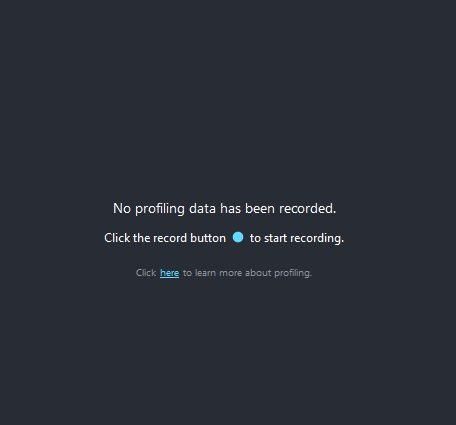 No profiling data has been recorded.
Click the record button to start recording.
Click here to learn more about profiling.